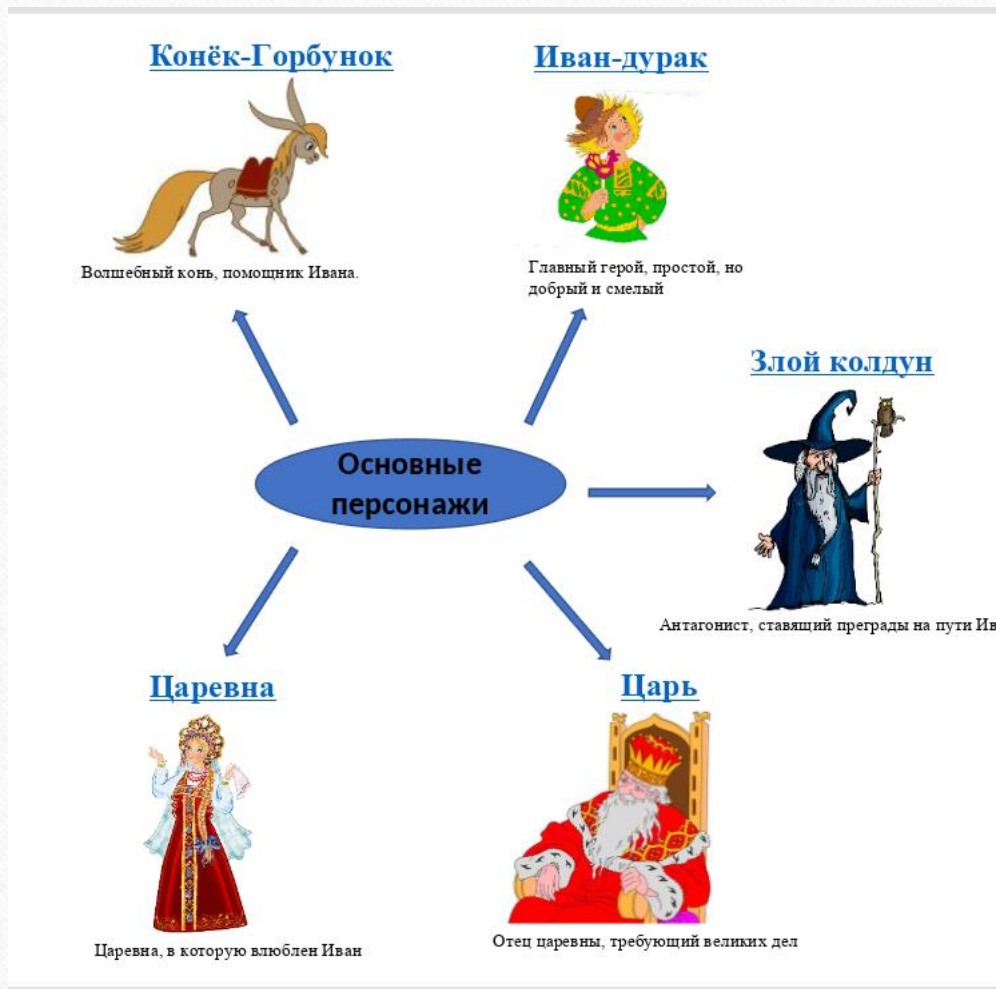 Конёк-Горбунок
Иван-дурак
Волшебный конь, помощник Ивана.
Главный герой, простой, но
добрый и смелый
Злой колдун
Основные
персонажи
Антагонист, ставящий преграды на пути
Царевна
Царь
Царевна, в которую влюблен Иван
Отец царевны, требующий великих дел